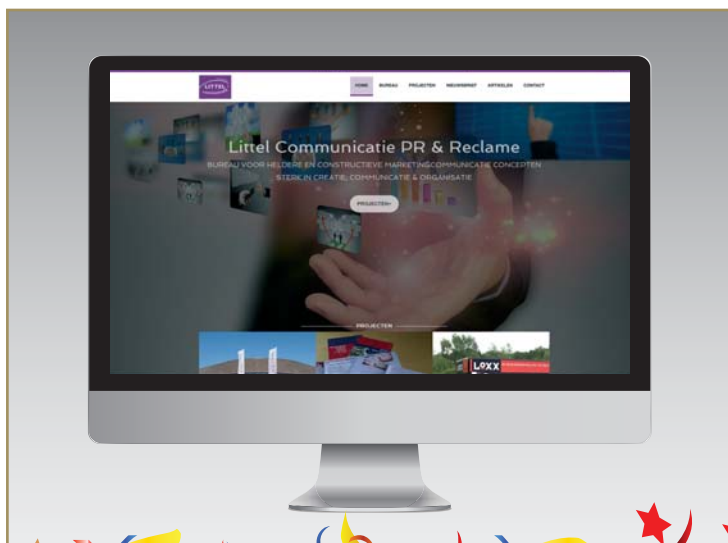 LITTEL
HOME BUREAU PROJECTEN NIEUWSBRIEF ARTIKELEN CONTACT
Littel Communicatie PR & Reclame
BUREAU VOOR HELDERE EN CONSTRUCTIEVE MARKETINGCOMMUNICATIE CONCEPTEN
STERK IN CREATIE, COMMUNICATIE & ORGANISATIE
PROJECTEN
PROJECTEN
LOXX